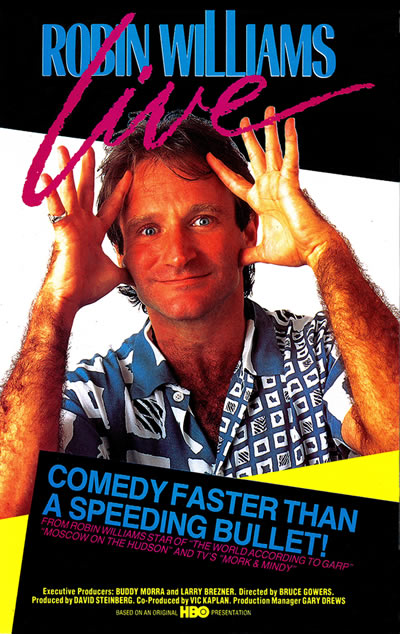 ROBIN WILLIAMS
Live
COMEDY FASTER THAN
A SPEEDING BULLET!
FROM ROBIN WILLIAMS STAR OF "THE WORLD ACCORDING TO GARP"
"MOSCOW ON THE HUDSON" AND TV'S "MORK & MINDY"
Executive Producers: BUDDY MORRA and LARRY BREZNER. Directed by BRUCE GOWERS.
Produced by DAVID STEINBERG. Co-Produced by VIC KAPLAN. Production Manager GARY DREWS
BASED ON AN ORIGINAL HBO PRESENTATION